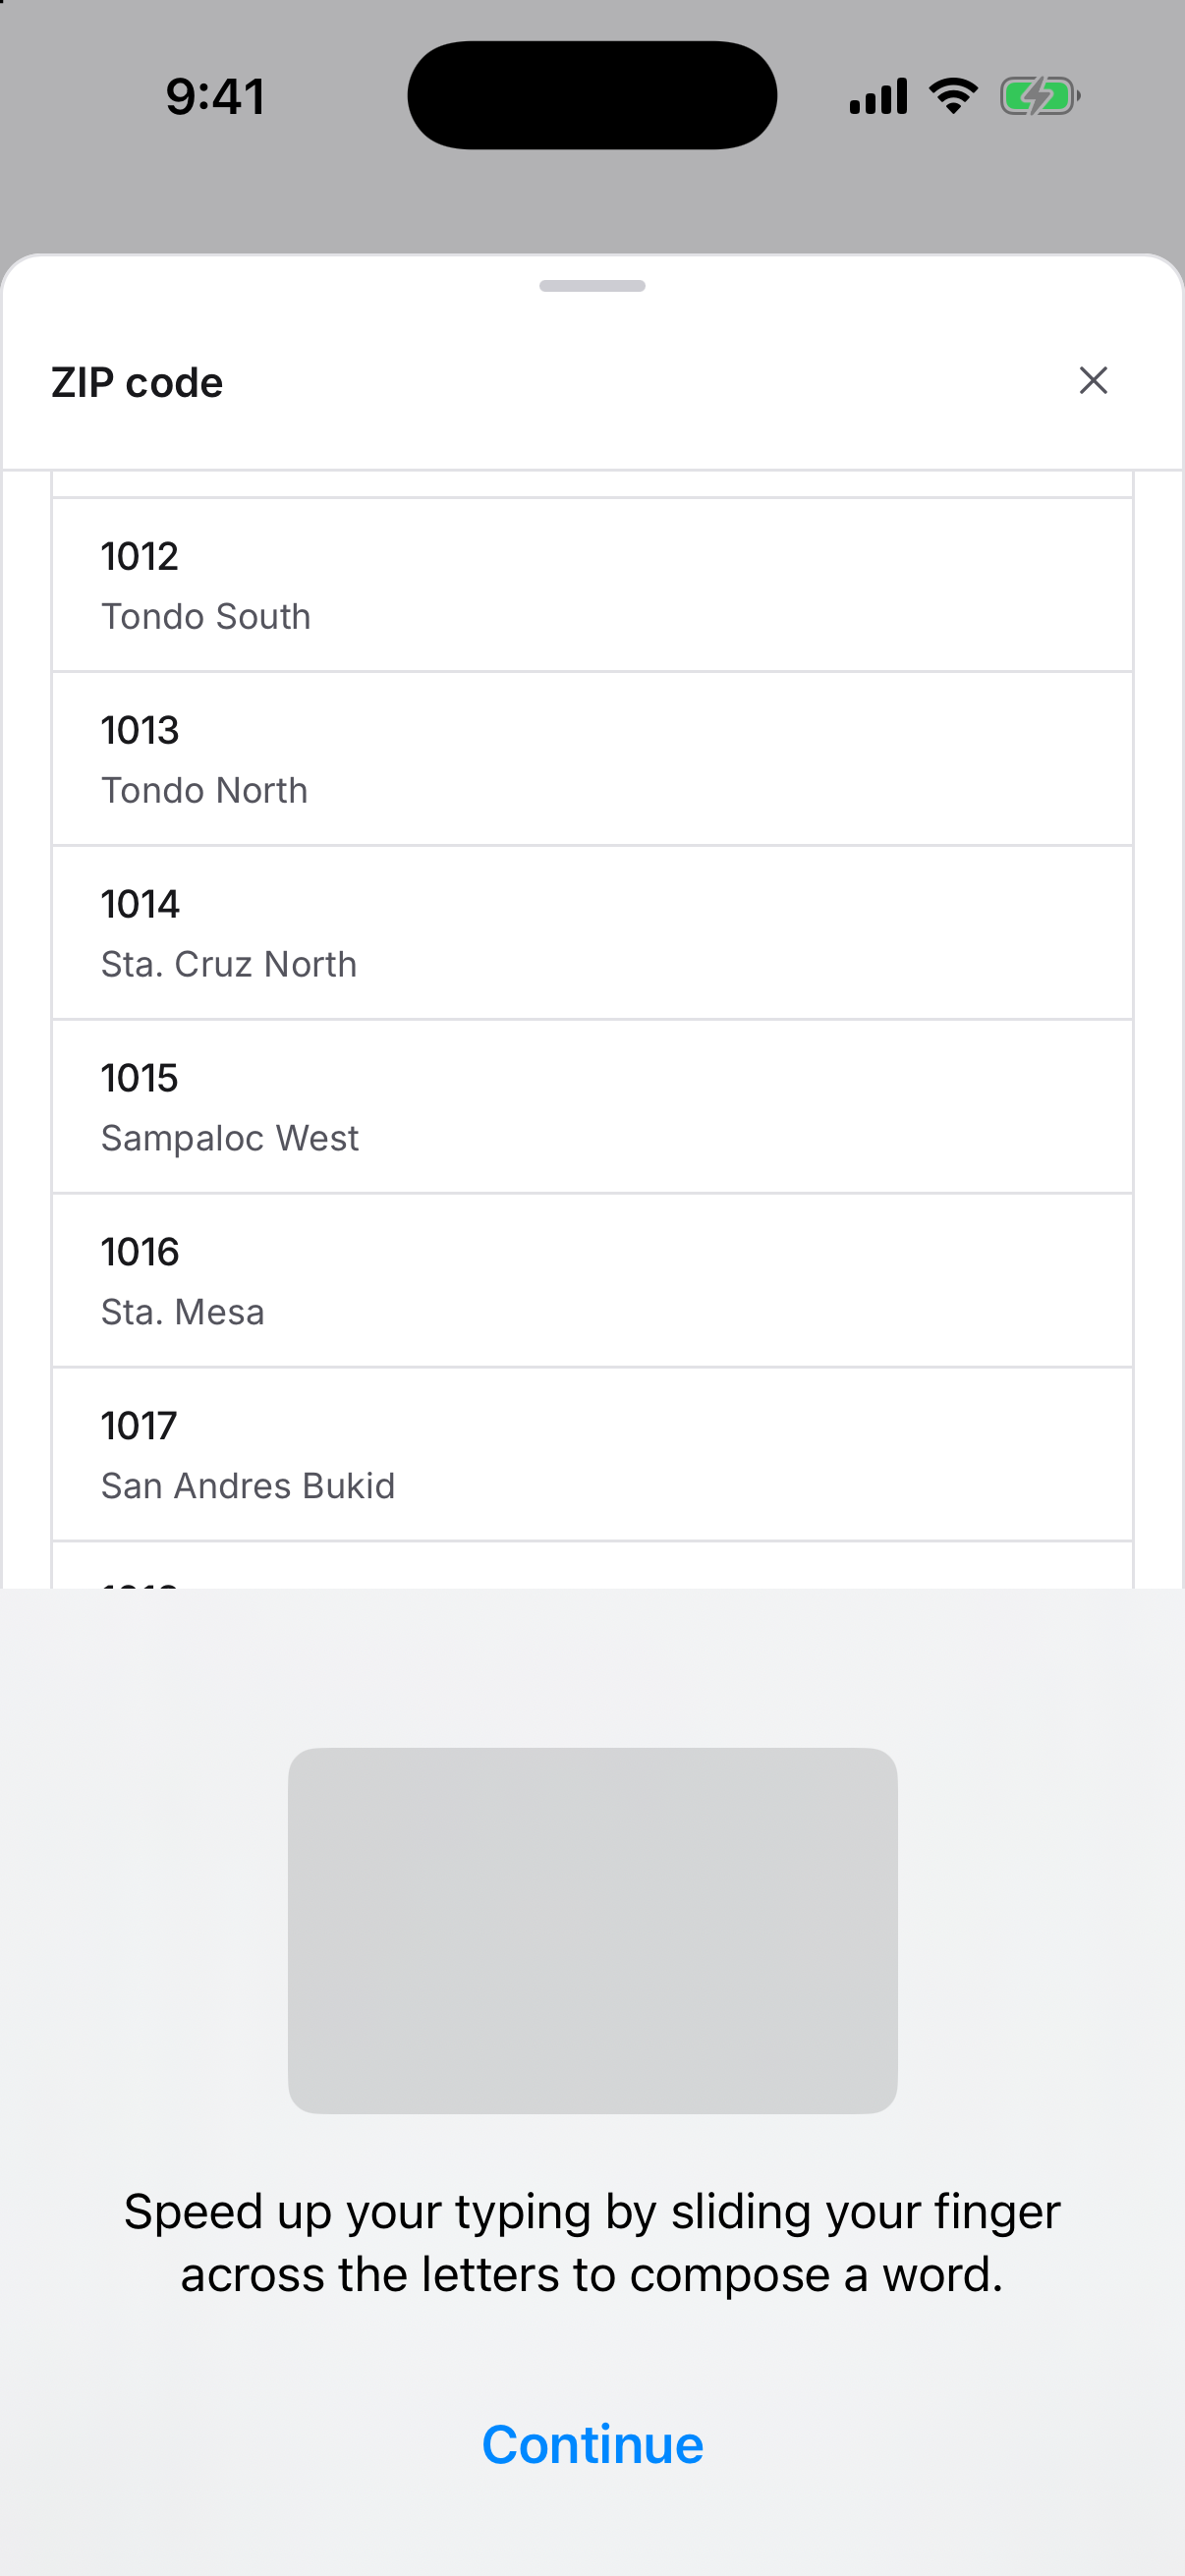 9:41
ZIP code
1012
Tondo South
1013
Tondo North
1014
Sta. Cruz North
1015
Sampaloc West
1016
Sta. Mesa
1017
San Andres Bukid
Speed up your typing by sliding your finger
across the letters to compose a word.
Continue